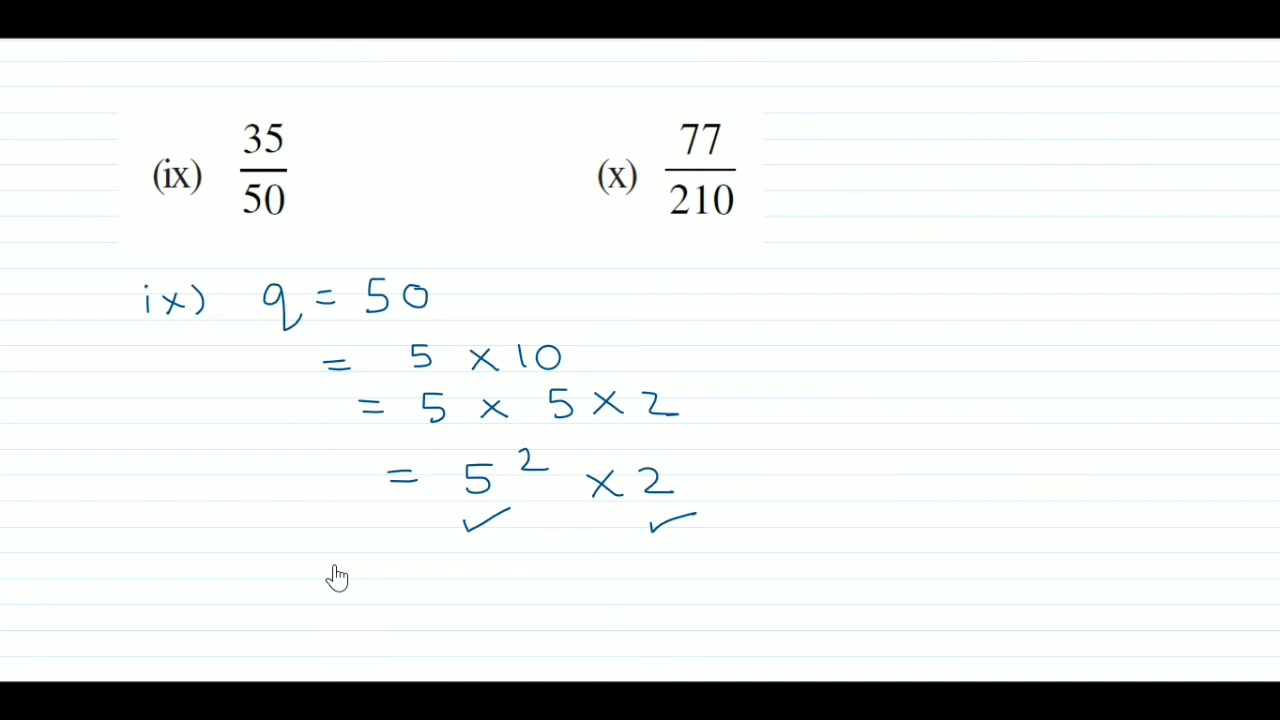 (ix) 35/50 (x) 77/210
ix) q = 50
= 5 × 10
= 5 × 5 × 2
= 5² × 2